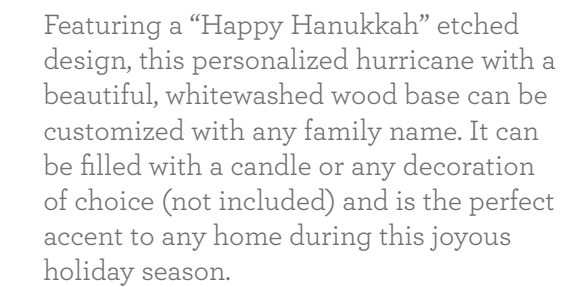 Featuring a “Happy Hanukkah” etched
design, this personalized hurricane with a
beautiful, whitewashed wood base can be
customized with any family name. It can
be filled with a candle or any decoration
of choice (not included) and is the perfect
accent to any home during this joyous
holiday season.